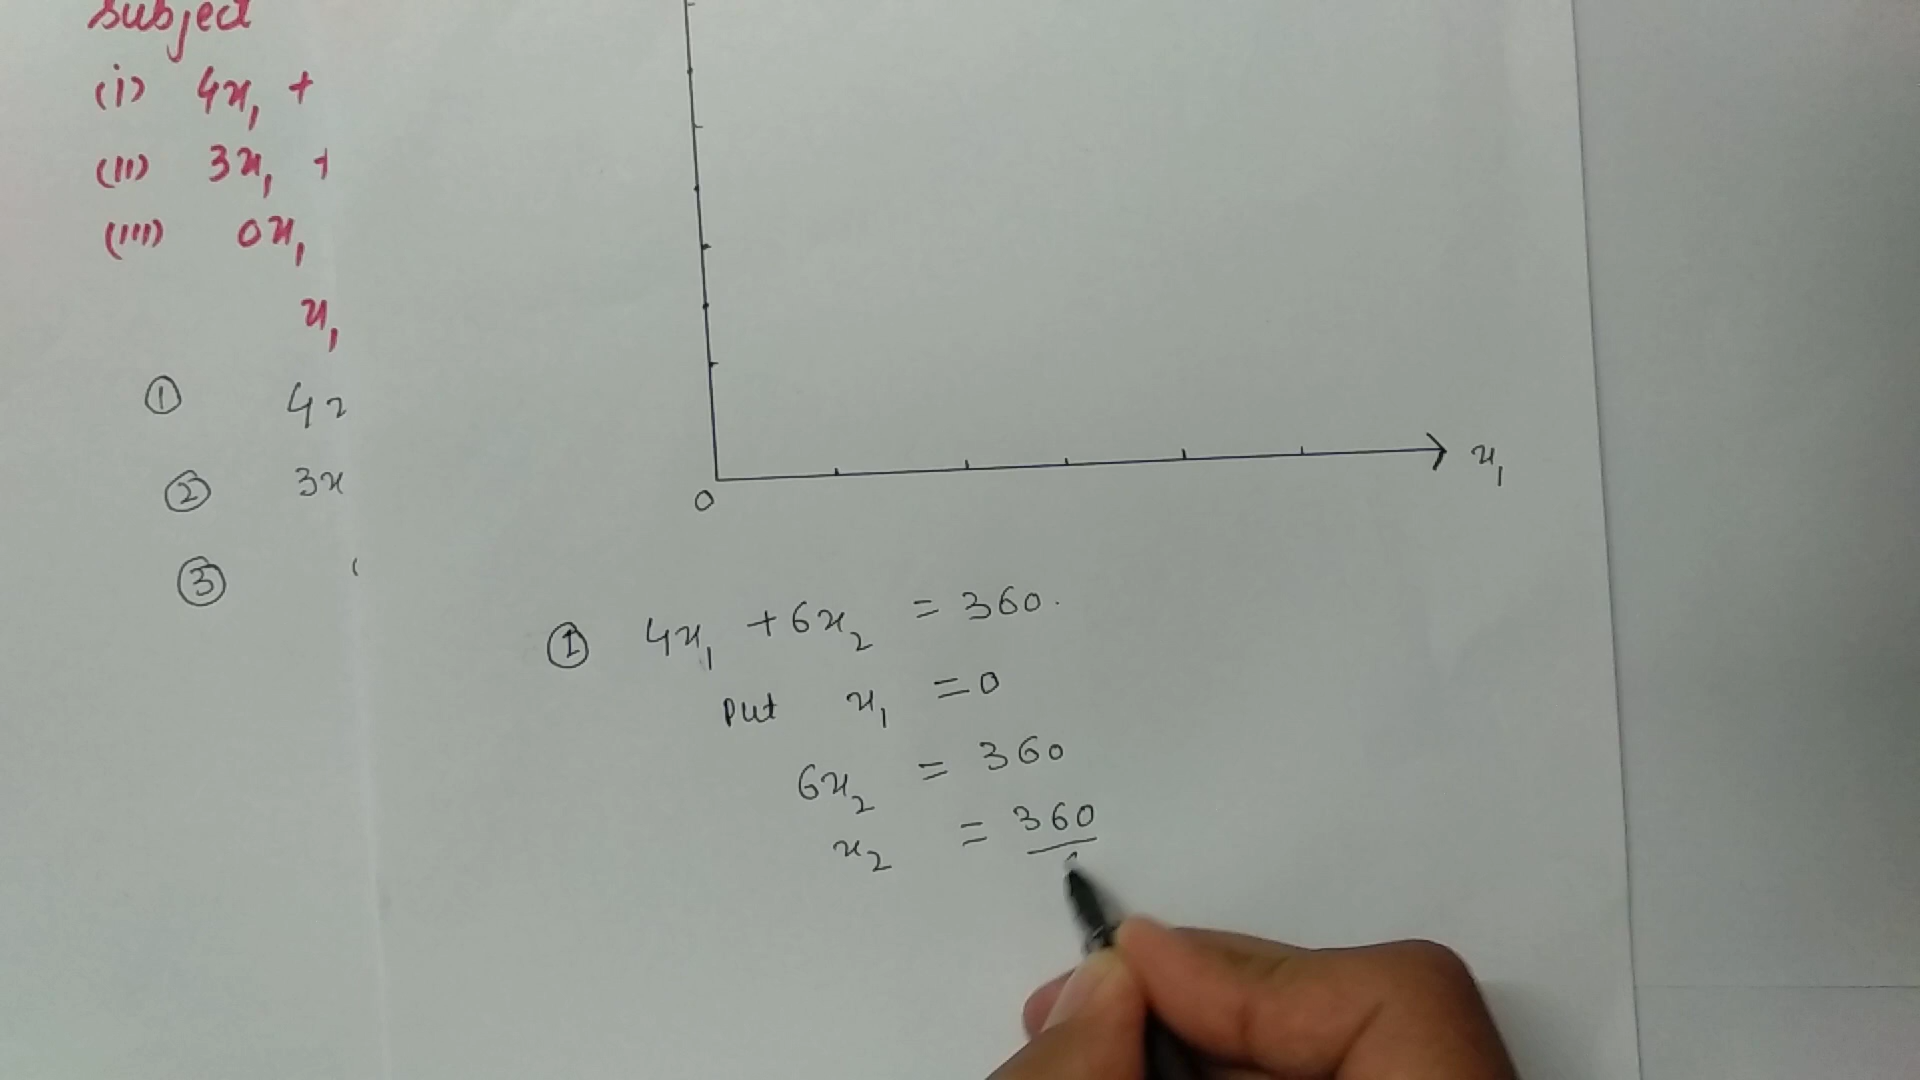 subject
(i) 4x₁ +
(ii) 3x₁ +
(iii) 0x₁
x₁
① 4x
② 3x
③
0
x₁
① 4x₁ + 6x₂ = 360.
Put x₁ = 0
6x₂ = 360
x₂ = 360/